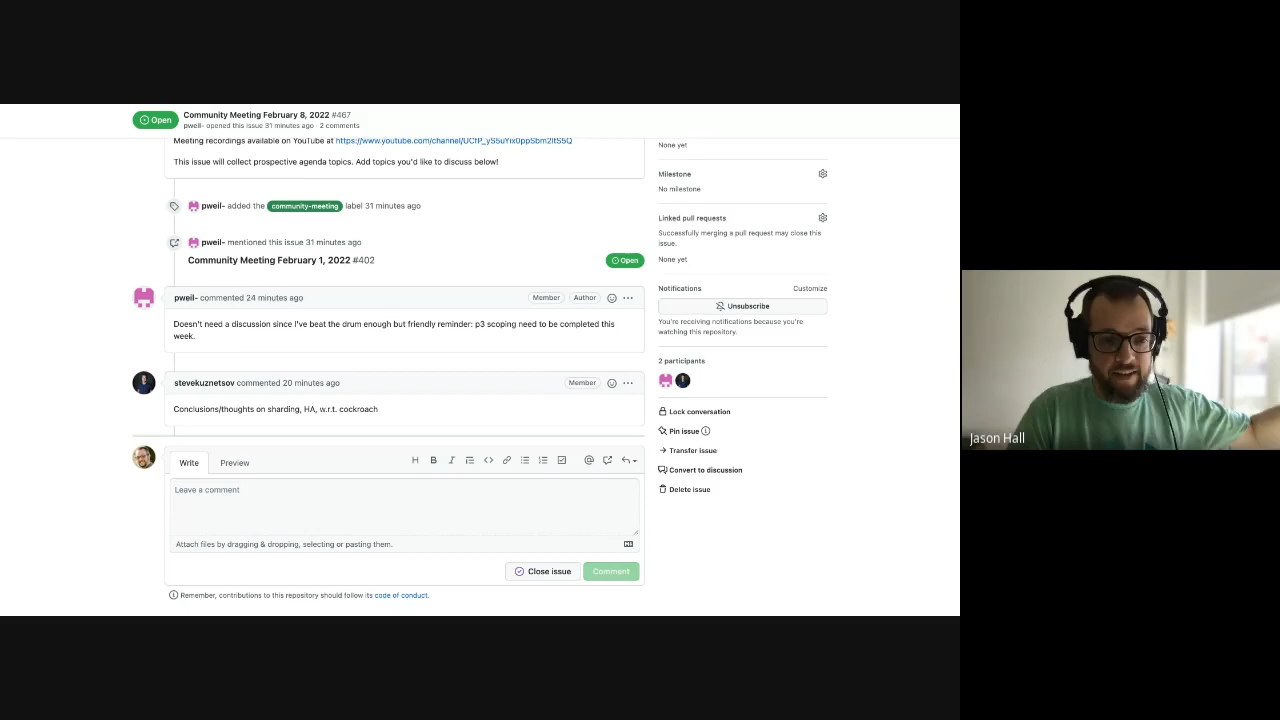 Open
Community Meeting February 8, 2022 #467
pweil- opened this issue 31 minutes ago · 2 comments
Meeting recordings available on YouTube at https://www.youtube.com/channel/UCfP_yS5uYix0ppSbm2ltS5Q
This issue will collect prospective agenda topics. Add topics you'd like to discuss below!
pweil- added the community-meeting label 31 minutes ago
pweil- mentioned this issue 31 minutes ago
Community Meeting February 1, 2022 #402
Open
pweil- commented 24 minutes ago
Member
Author
Doesn't need a discussion since I've beat the drum enough but friendly reminder: p3 scoping need to be completed this
week.
stevekuznetsov commented 20 minutes ago
Member
Conclusions/thoughts on sharding, HA, w.r.t. cockroach
Write
Preview
H B I
Leave a comment
Attach files by dragging & dropping, selecting or pasting them.
Close issue
Comment
Remember, contributions to this repository should follow its code of conduct.
None yet
Milestone
No milestone
Linked pull requests
Successfully merging a pull request may close this
issue.
None yet
Notifications
Customize
Unsubscribe
You're receiving notifications because you're
watching this repository.
2 participants
Lock conversation
Pin issue
Transfer issue
Convert to discussion
Delete issue
Jason Hall